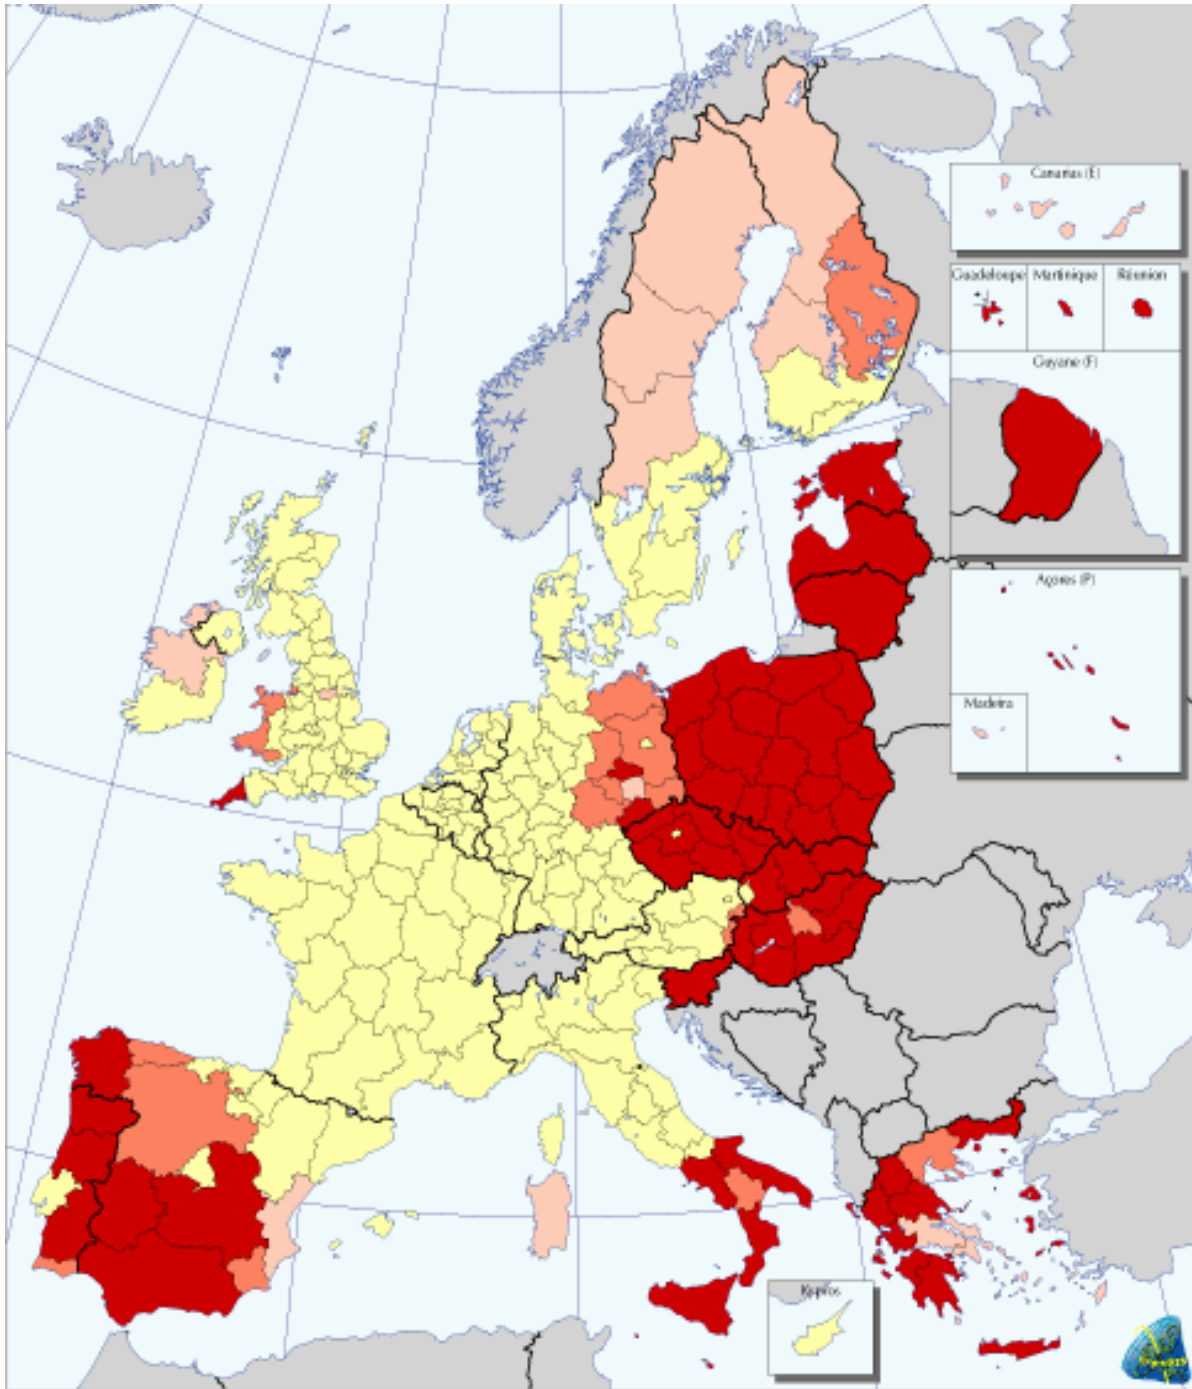 Canarias (E)
Guadeloupe
Martinique
Réunion
Guyane (F)
Açores (P)
Madeira
Kypros